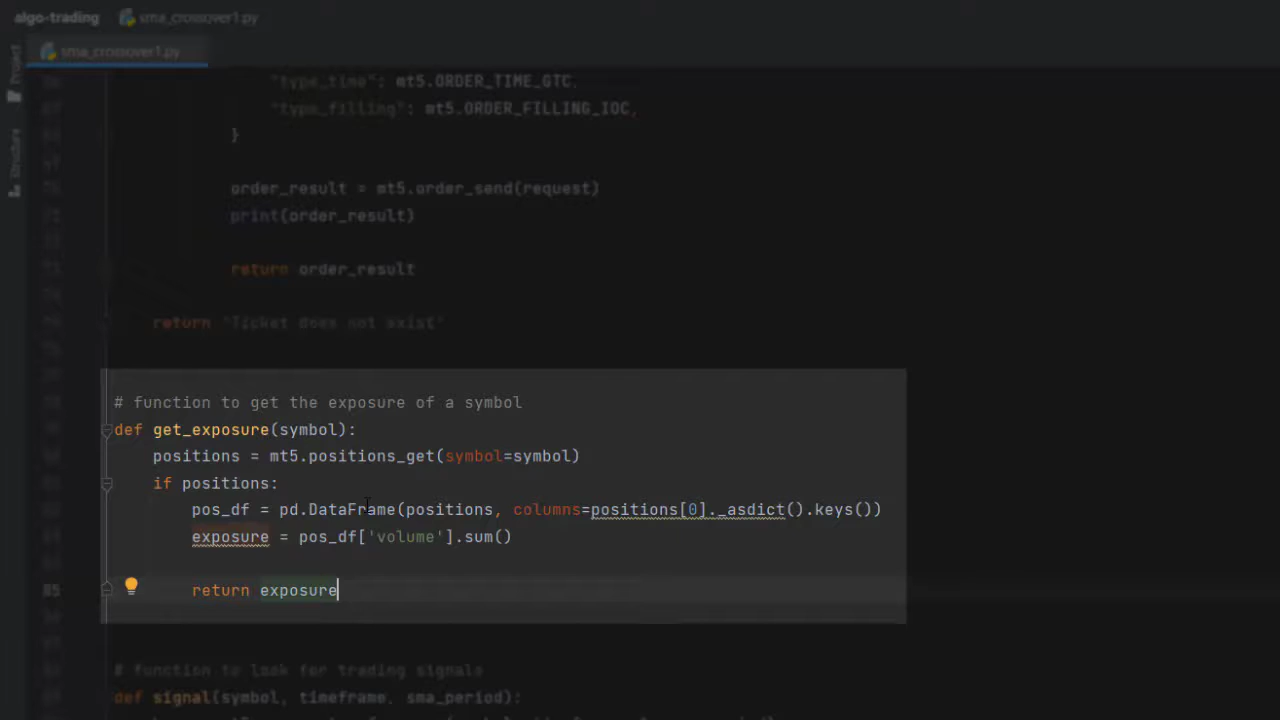 algo-trading sma_crossover1.py
sma_crossover1.py
Project
Structure
"type_time": mt5.ORDER_TIME_GTC,
"type_filling": mt5.ORDER_FILLING_IOC,
}
order_result = mt5.order_send(request)
print(order_result)
return order_result
return "Ticket does not exist"
# function to get the exposure of a symbol
def get_exposure(symbol):
positions = mt5.positions_get(symbol=symbol)
if positions:
pos_df = pd.DataFrame(positions, columns=positions[0]._asdict().keys())
exposure = pos_df['volume'].sum()
85 return exposure
# function to look for trading signals
def signal(symbol, timeframe, sma_period):